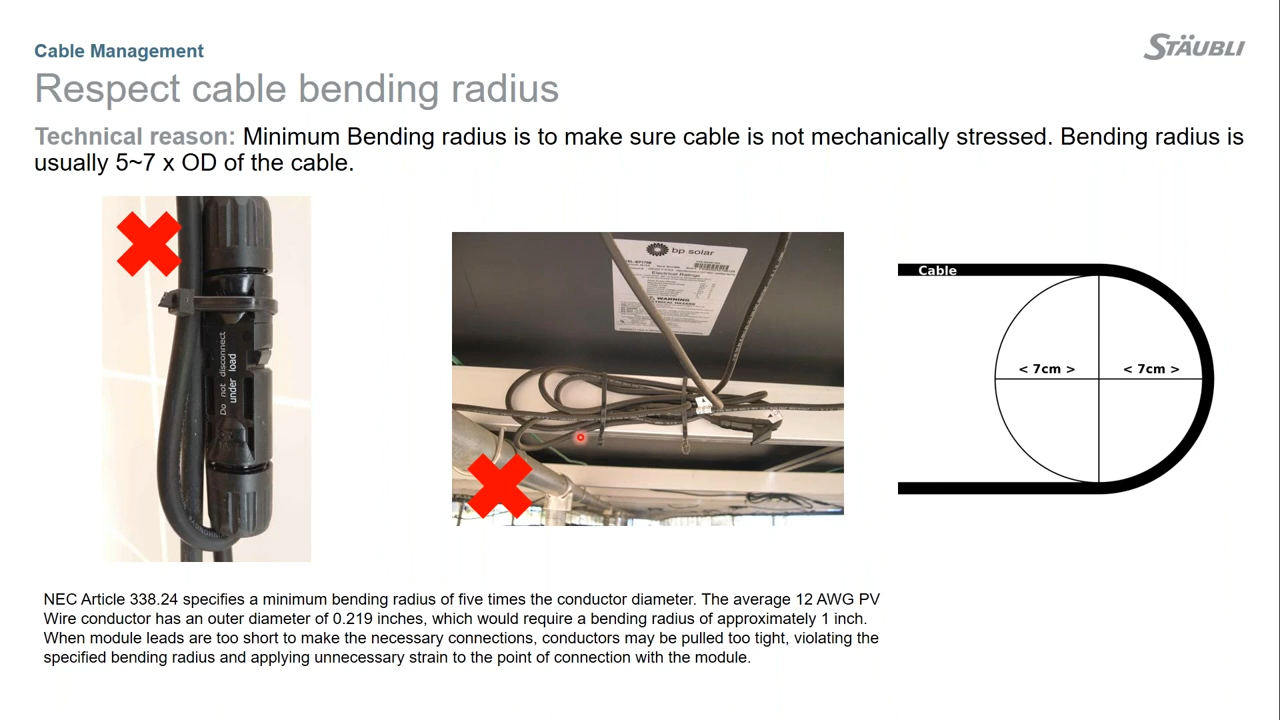 Cable Management
STÄUBLI
Respect cable bending radius
Technical reason: Minimum Bending radius is to make sure cable is not mechanically stressed. Bending radius is
usually 5~7 x OD of the cable.
Do not disconnect
under load
bp solar
Electrical Ratings
WARNING
Cable
< 7cm >
< 7cm >
NEC Article 338.24 specifies a minimum bending radius of five times the conductor diameter. The average 12 AWG PV
Wire conductor has an outer diameter of 0.219 inches, which would require a bending radius of approximately 1 inch.
When module leads are too short to make the necessary connections, conductors may be pulled too tight, violating the
specified bending radius and applying unnecessary strain to the point of connection with the module.